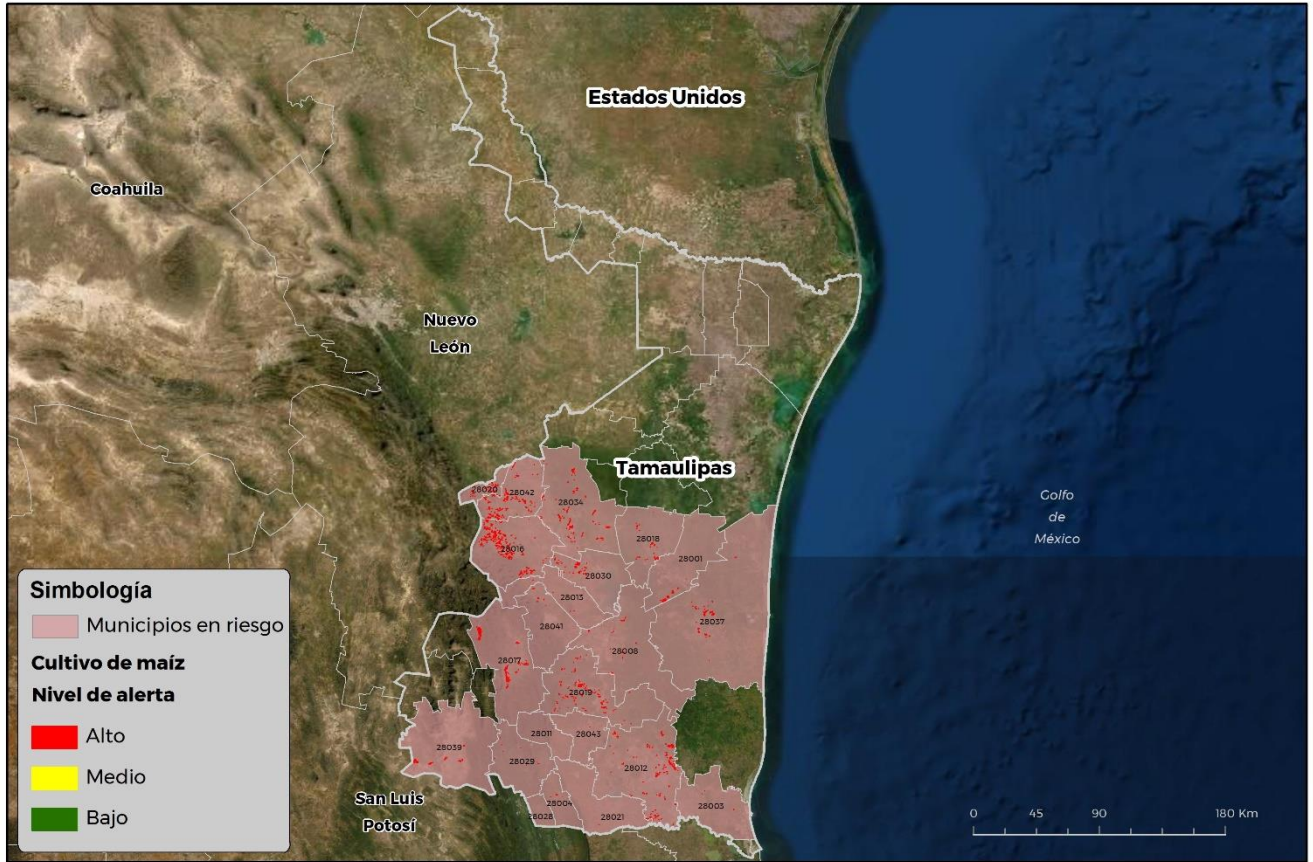 Estados Unidos
Coahuila
Nuevo
León
Tamaulipas
28020
28042
28034
Golfo
de
México
28018
28016
28001
28030
28013
28037
28041
28008
28017
28019
28011
28043
28039
28029
28012
28004
28003
28028
28021
San Luis
Potosí
Simbología
Municipios en riesgo
Cultivo de maíz
Nivel de alerta
Alto
Medio
Bajo
0 45 90 180 Km